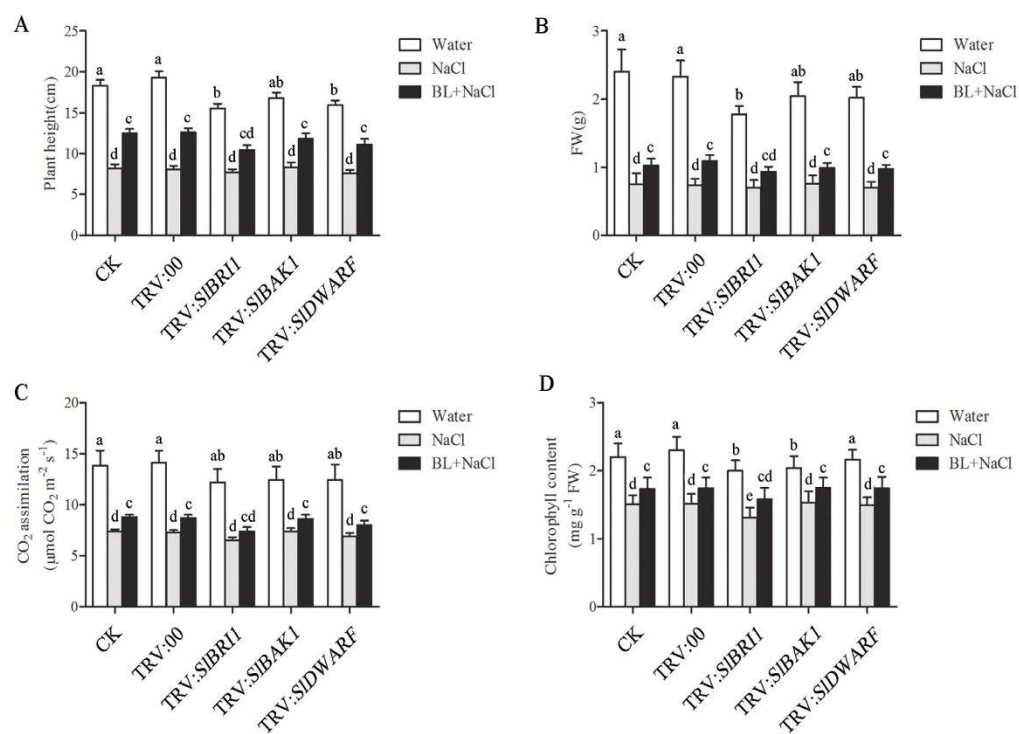 A
Plant height(cm)
25
20
15
10
5
0
a
d
c
a
d
c
b
d
cd
ab
d
c
b
d
c
Water
NaCl
BL+NaCl
CK
TRV:00
TRV:SlBRI1
TRV:SlBAK1
TRV:SlDWARF
B
FW(g)
3
2
1
0
a
d
c
a
d
c
b
d
cd
ab
d
c
ab
d
c
Water
NaCl
BL+NaCl
CK
TRV:00
TRV:SlBRI1
TRV:SlBAK1
TRV:SlDWARF
C
CO₂ assimilation
(μmol CO₂ m⁻² s⁻¹)
20
15
10
5
0
a
d
c
a
d
c
ab
d
cd
ab
d
c
ab
d
c
Water
NaCl
BL+NaCl
CK
TRV:00
TRV:SlBRI1
TRV:SlBAK1
TRV:SlDWARF
D
Chlorophyll content
(mg g⁻¹ FW)
3
2
1
0
a
d
c
a
d
c
b
e
cd
b
d
c
a
d
c
Water
NaCl
BL+NaCl
CK
TRV:00
TRV:SlBRI1
TRV:SlBAK1
TRV:SlDWARF